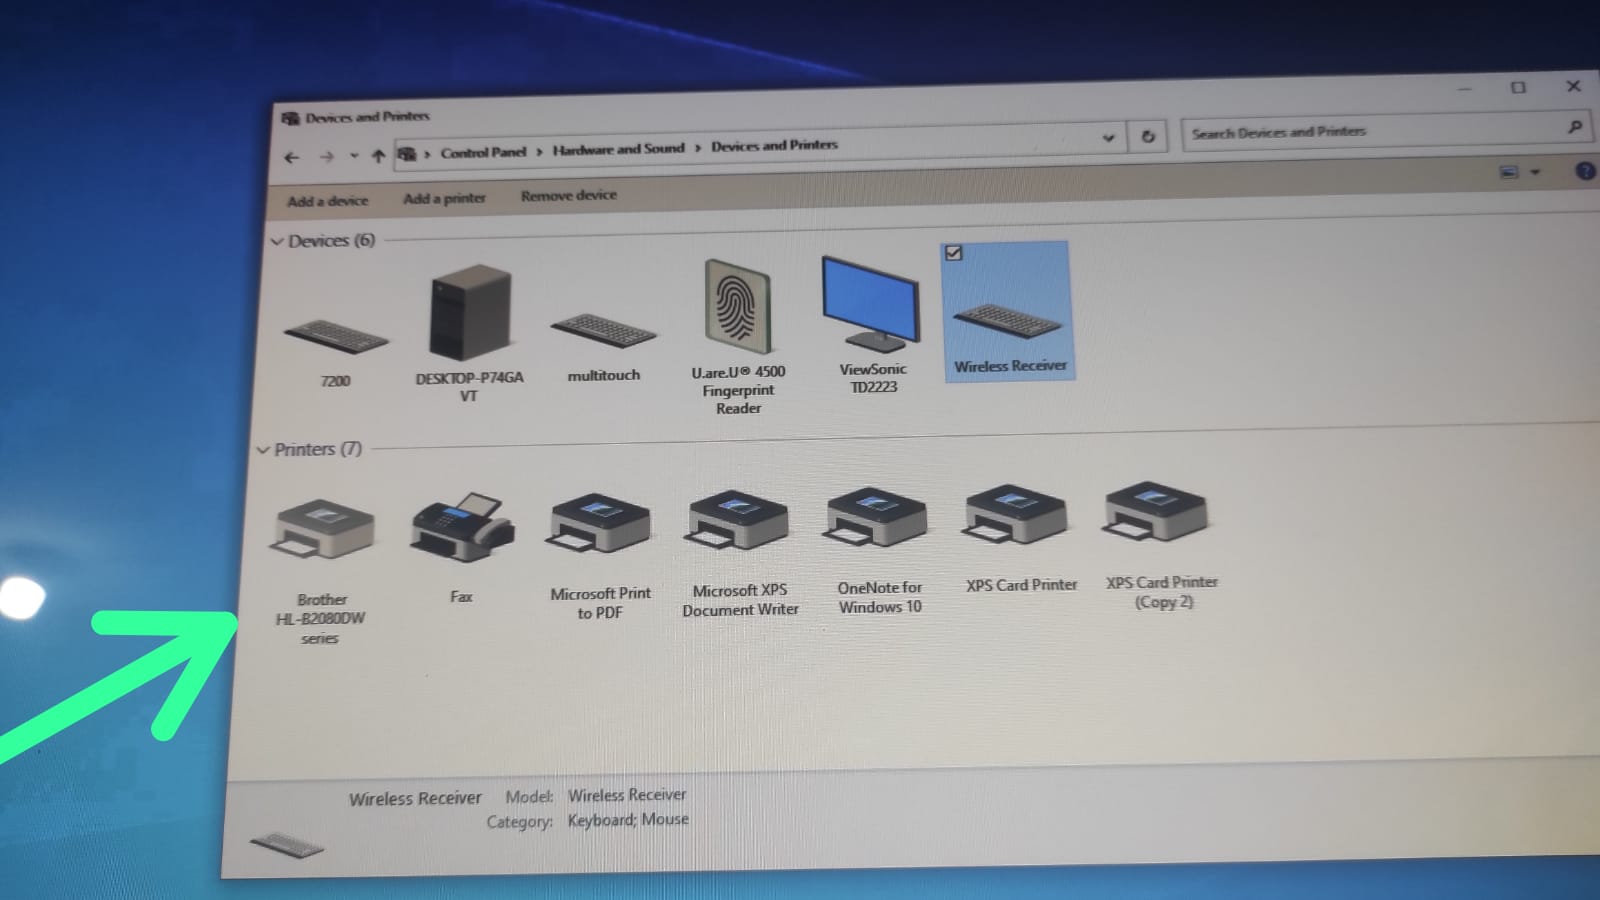 Devices and Printers
Control Panel › Hardware and Sound › Devices and Printers
Search Devices and Printers
Add a device Add a printer Remove device
Devices (6)
7200
DESKTOP-P74GA
VT
multitouch
U.are.U® 4500
Fingerprint
Reader
ViewSonic
TD2223
Wireless Receiver
Printers (7)
Brother
HL-B2080DW
series
Fax
Microsoft Print
to PDF
Microsoft XPS
Document Writer
OneNote for
Windows 10
XPS Card Printer
XPS Card Printer
(Copy 2)
Wireless Receiver Model: Wireless Receiver
Category: Keyboard; Mouse